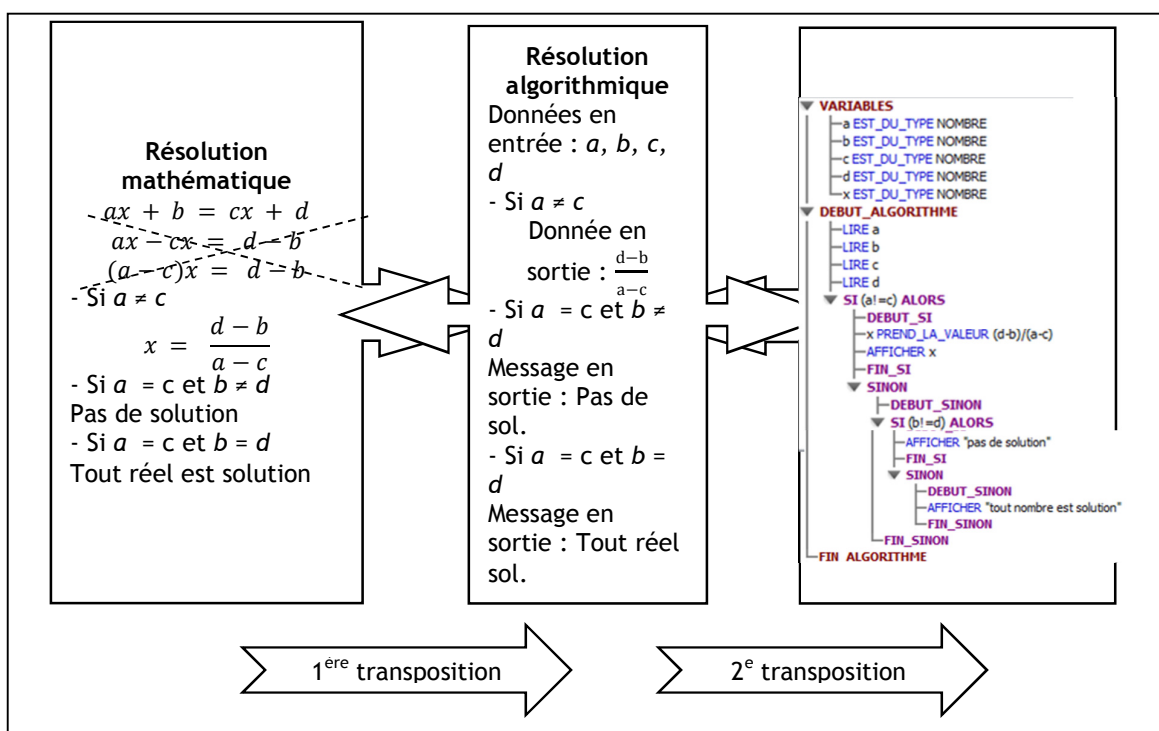 Résolution
mathématique
ax + b = cx + d
ax − cx = d − b
(a − c)x = d − b
- Si a ≠ c
x = \frac{d − b}{a − c}
- Si a = c et b ≠ d
Pas de solution
- Si a = c et b = d
Tout réel est solution
Résolution
algorithmique
Données en
entrée : a, b, c,
d
- Si a ≠ c
Donnée en
sortie : \frac{d−b}{a−c}
- Si a = c et b ≠
d
Message en
sortie : Pas de
sol.
- Si a = c et b =
d
Message en
sortie : Tout réel
sol.
VARIABLES
a EST_DU_TYPE NOMBRE
b EST_DU_TYPE NOMBRE
c EST_DU_TYPE NOMBRE
d EST_DU_TYPE NOMBRE
x EST_DU_TYPE NOMBRE
DEBUT_ALGORITHME
LIRE a
LIRE b
LIRE c
LIRE d
SI (a!=c) ALORS
DEBUT_SI
x PREND_LA_VALEUR (d-b)/(a-c)
AFFICHER x
FIN_SI
SINON
DEBUT_SINON
SI (b!=d) ALORS
AFFICHER "pas de solution"
FIN_SI
SINON
DEBUT_SINON
AFFICHER "tout nombre est solution"
FIN_SINON
FIN_SINON
FIN ALGORITHME
1ère transposition
2e transposition